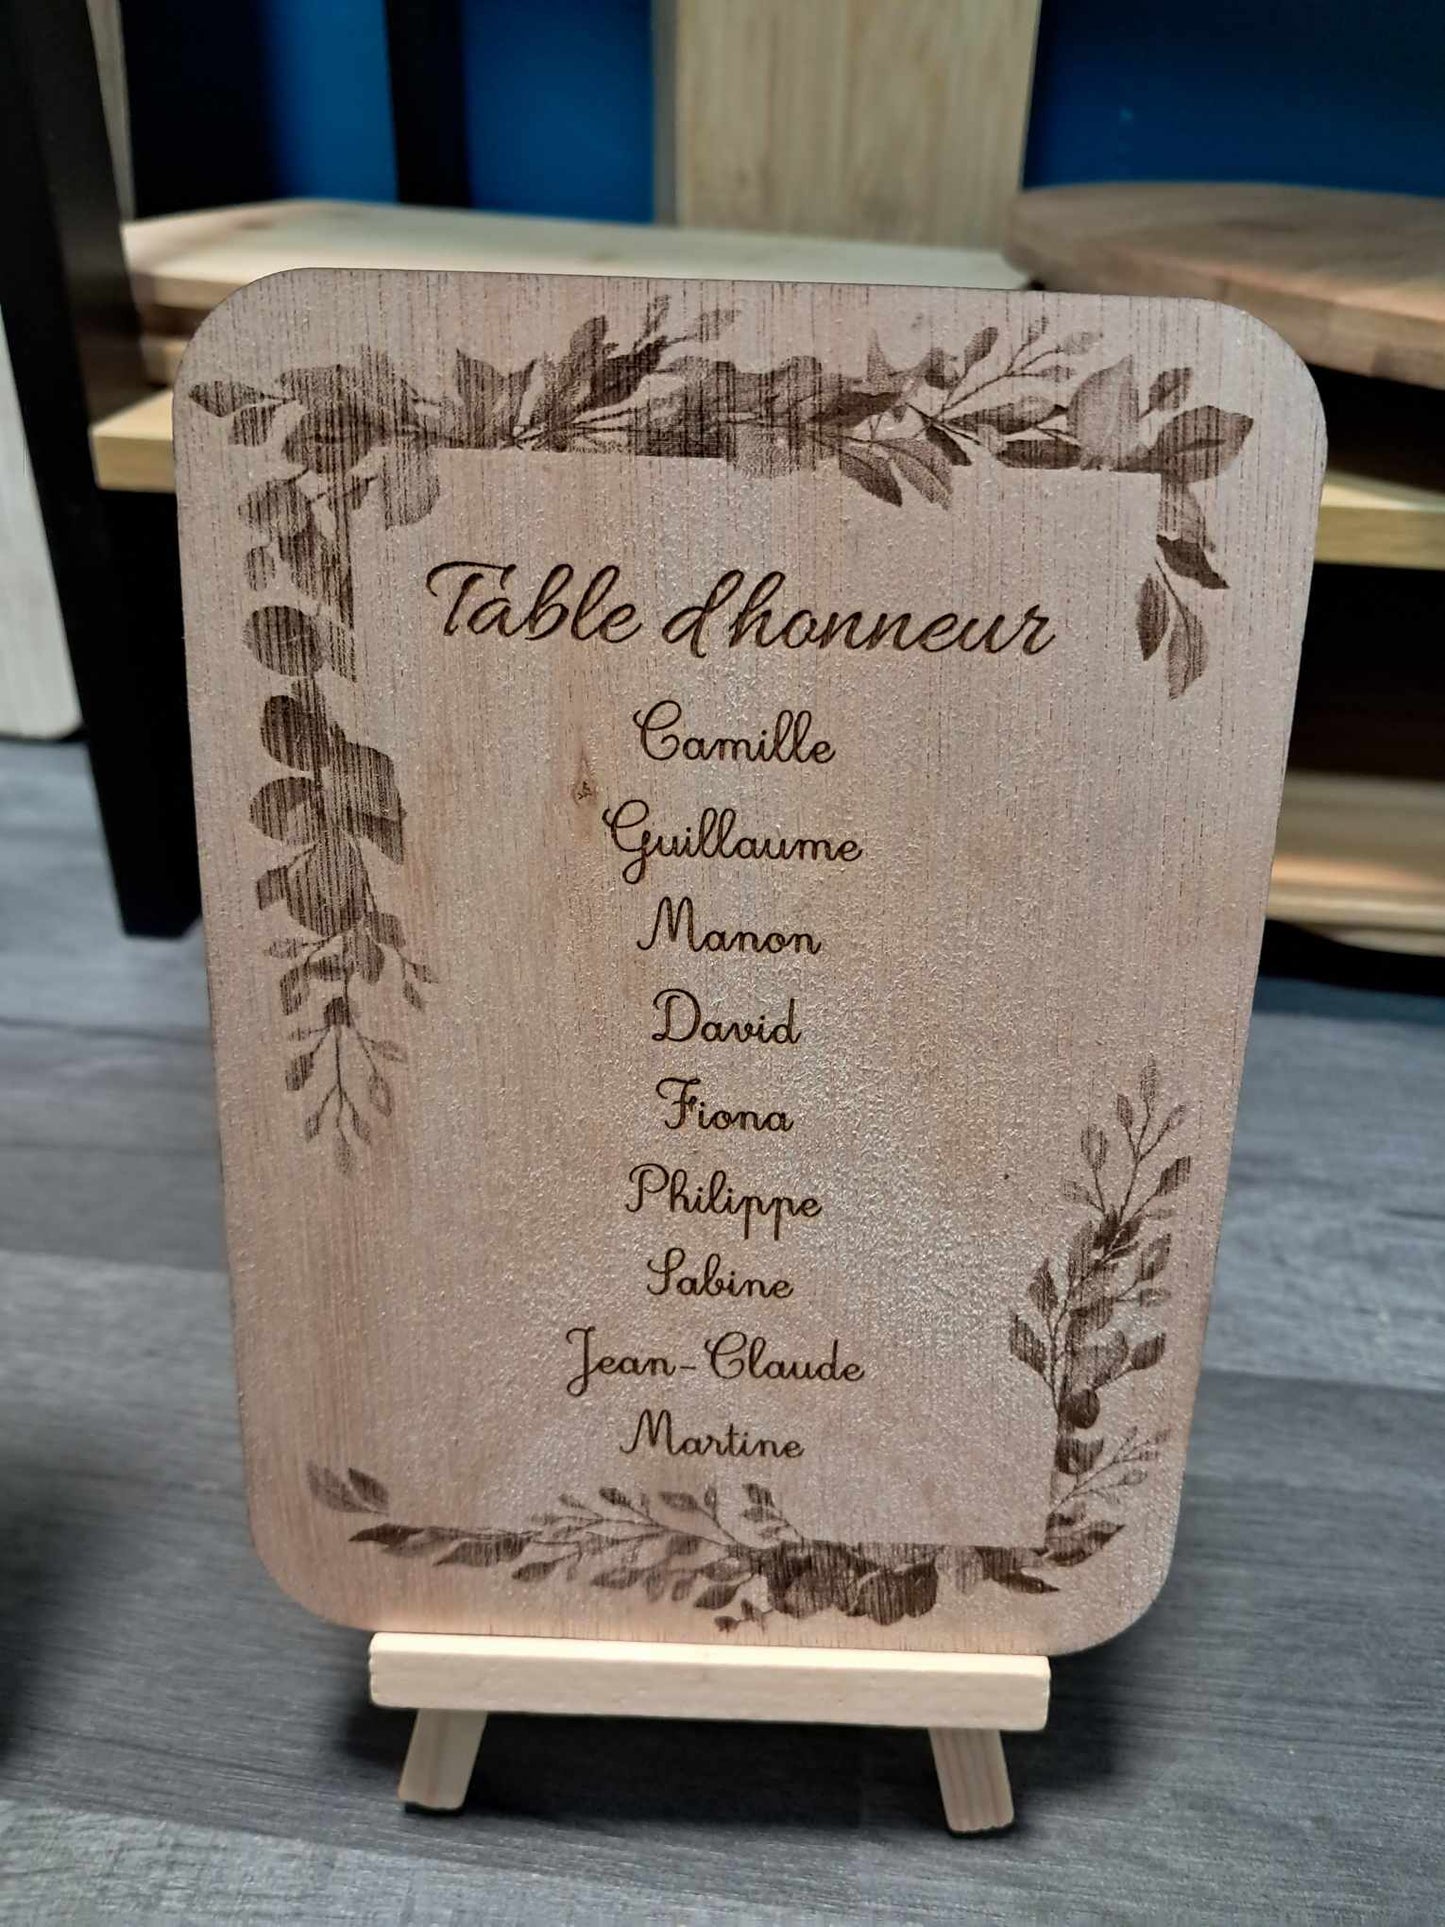 Table d'honneur
Camille
Guillaume
Manon
David
Fiona
Philippe
Sabine
Jean-Claude
Martine